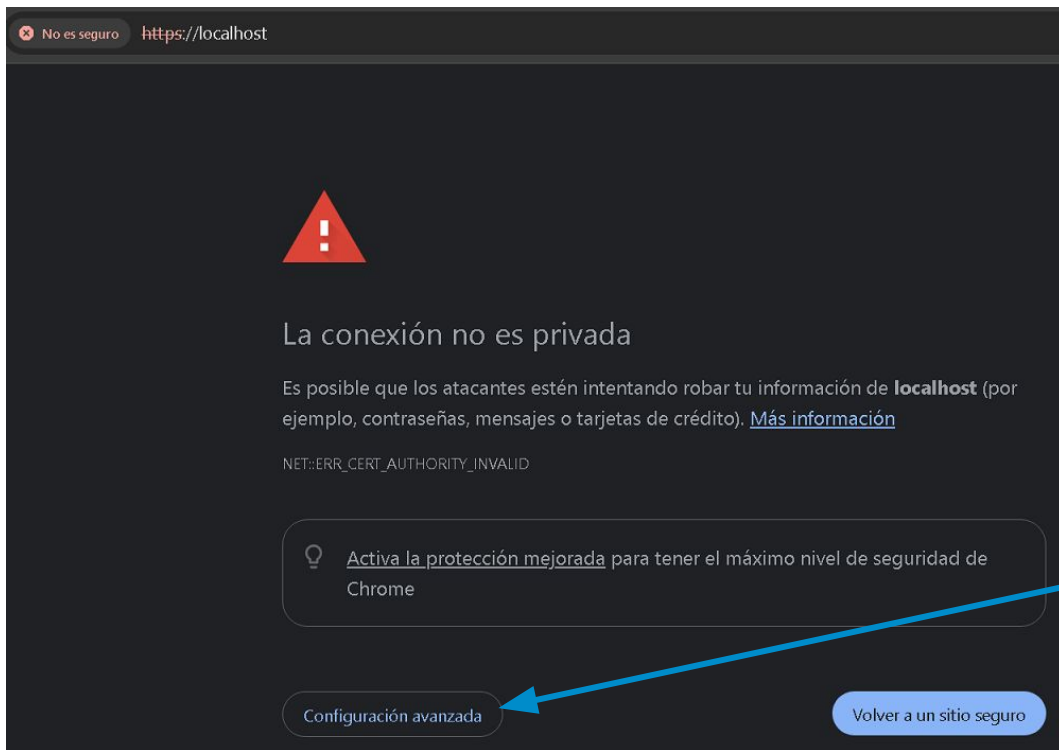 No es seguro https://localhost
La conexión no es privada
Es posible que los atacantes estén intentando robar tu información de localhost (por
ejemplo, contraseñas, mensajes o tarjetas de crédito). Más información
NET::ERR_CERT_AUTHORITY_INVALID
Activa la protección mejorada para tener el máximo nivel de seguridad de
Chrome
Configuración avanzada
Volver a un sitio seguro